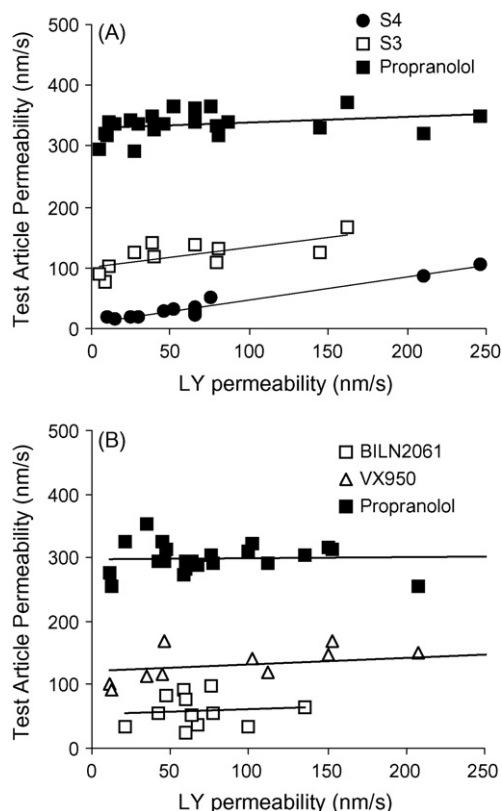 (A)
S4
S3
Propranolol
Test Article Permeability (nm/s)
500
400
300
200
100
0
0 50 100 150 200 250
LY permeability (nm/s)
(B)
BILN2061
VX950
Propranolol
Test Article Permeability (nm/s)
500
400
300
200
100
0
0 50 100 150 200 250
LY permeability (nm/s)